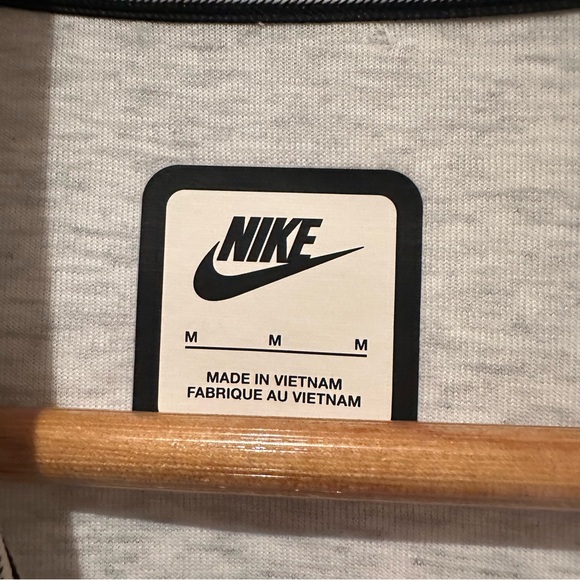 NIKE
M M M
MADE IN VIETNAM
FABRIQUE AU VIETNAM